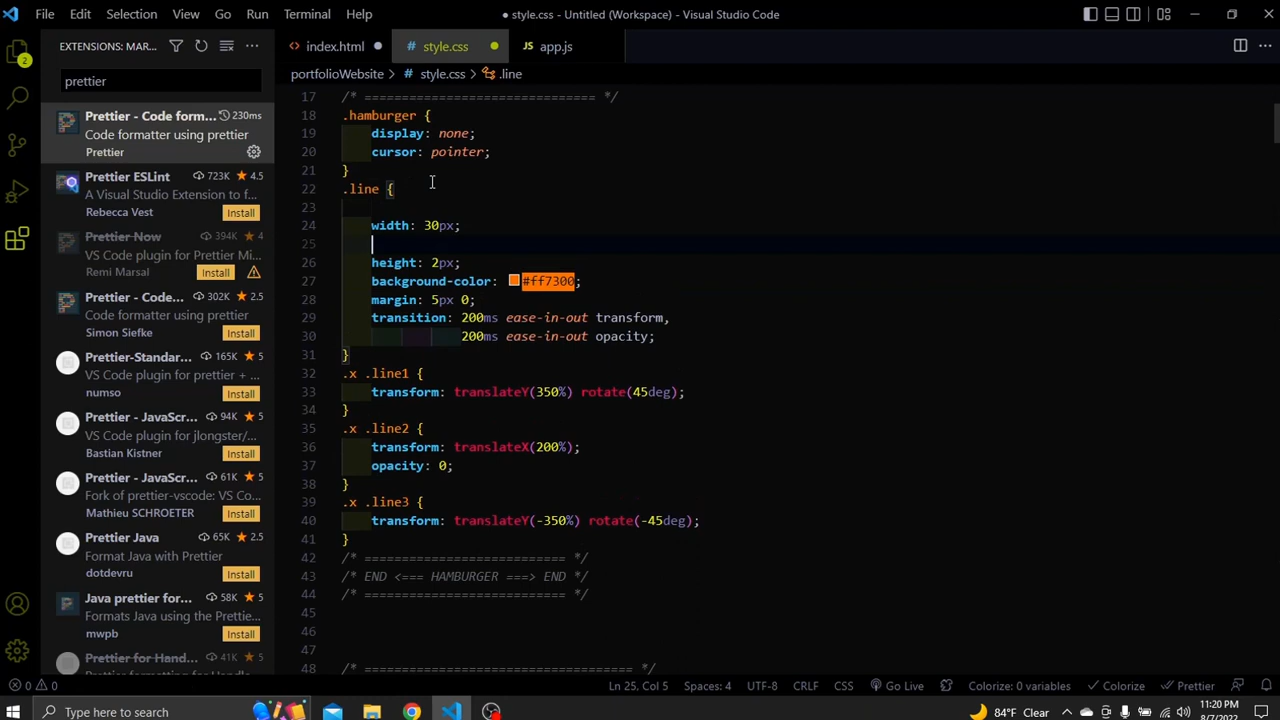 File Edit Selection View Go Run Terminal Help
● style.css - Untitled (Workspace) - Visual Studio Code
EXTENSIONS: MAR...
prettier
Prettier - Code form... 230ms
Code formatter using prettier
Prettier
Prettier ESLint 723K ★ 4.5
A Visual Studio Extension to f...
Rebecca Vest Install
Prettier Now 394K ★ 4
VS Code plugin for Prettier Mi...
Remi Marsal Install
Prettier - Code... 302K ★ 2.5
Code formatter using prettier
Simon Siefke Install
Prettier-Standar... 165K ★ 5
VS Code plugin for prettier + ...
numso Install
Prettier - JavaScr... 94K ★ 5
VS Code plugin for jlongster/...
Bastian Kistner Install
Prettier - JavaScr... 61K ★ 5
Fork of prettier-vscode: VS Co...
Mathieu SCHROETER Install
Prettier Java 65K ★ 2.5
Format Java using Prettier
dotdevru Install
Java prettier for... 58K ★ 5
Formats Java using the Prettie...
mwpb Install
Prettier for Hand... 41K ★ 5
index.html # style.css JS app.js
portfolioWebsite > # style.css > .line
17 /* =============================== */
18 .hamburger {
19 display: none;
20 cursor: pointer;
21 }
22 .line {
23
24 width: 30px;
25
26 height: 2px;
27 background-color: #ff7300;
28 margin: 5px 0;
29 transition: 200ms ease-in-out transform,
30 200ms ease-in-out opacity;
31 }
32 .x .line1 {
33 transform: translateY(350%) rotate(45deg);
34 }
35 .x .line2 {
36 transform: translateX(200%);
37 opacity: 0;
38 }
39 .x .line3 {
40 transform: translateY(-350%) rotate(-45deg);
41 }
42 /* =========================== */
43 /* END <=== HAMBURGER ===> END */
44 /* =========================== */
45
46
47
48 /* ==================================== */
0 0 Ln 25, Col 5 Spaces: 4 UTF-8 CRLF CSS Go Live Colorize: 0 variables Colorize Prettier
Type here to search
84°F Clear
11:20 PM